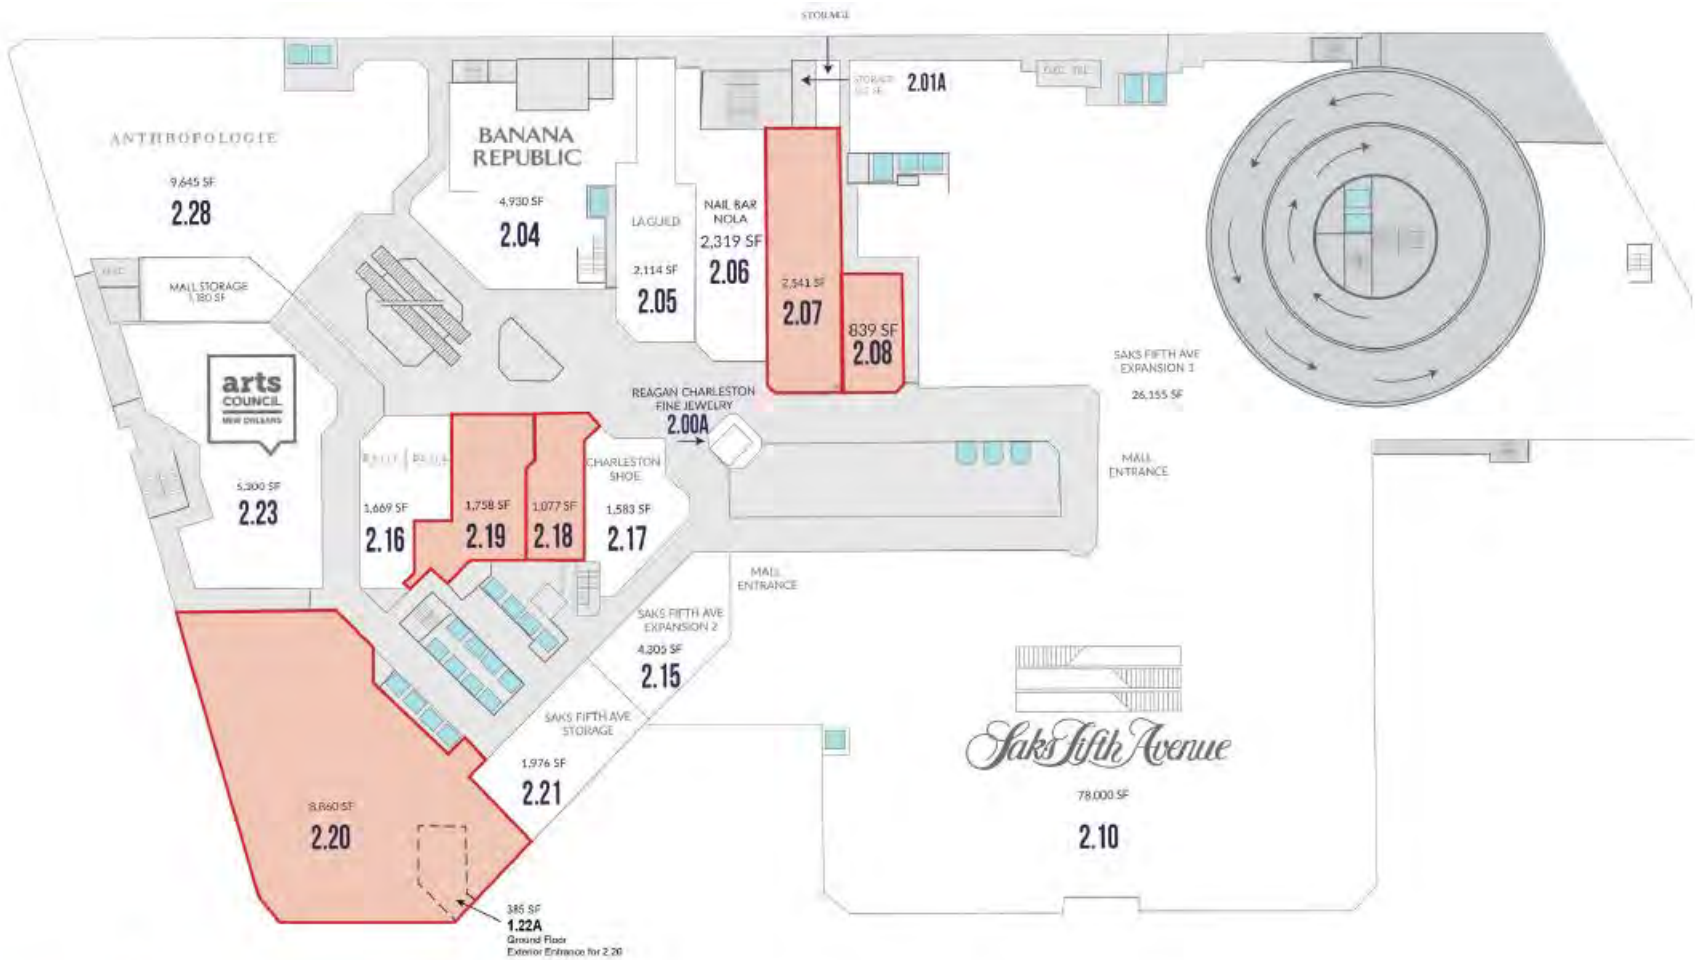 STORAGE
STORAGE
2.01A
ANTHROPOLOGIE
9,645 SF
2.28
BANANA
REPUBLIC
4,930 SF
2.04
LA GUILD
2,114 SF
2.05
NAIL BAR
NOLA
2,319 SF
2.06
2,541 SF
2.07
839 SF
2.08
MALL STORAGE
1,180 SF
arts
COUNCIL
NEW ORLEANS
5,300 SF
2.23
REAGAN CHARLESTON
FINE JEWELRY
2.00A
SAKS FIFTH AVE
EXPANSION 1
26,155 SF
MALL
ENTRANCE
1,669 SF
2.16
1,758 SF
2.19
1,077 SF
2.18
CHARLESTON
SHOE
1,583 SF
2.17
MALL
ENTRANCE
SAKS FIFTH AVE
EXPANSION 2
4,305 SF
2.15
SAKS FIFTH AVE
STORAGE
1,976 SF
2.21
Saks Fifth Avenue
78,000 SF
2.10
8,860 SF
2.20
385 SF
1.22A
Ground Floor
Exterior Entrance for 2.20